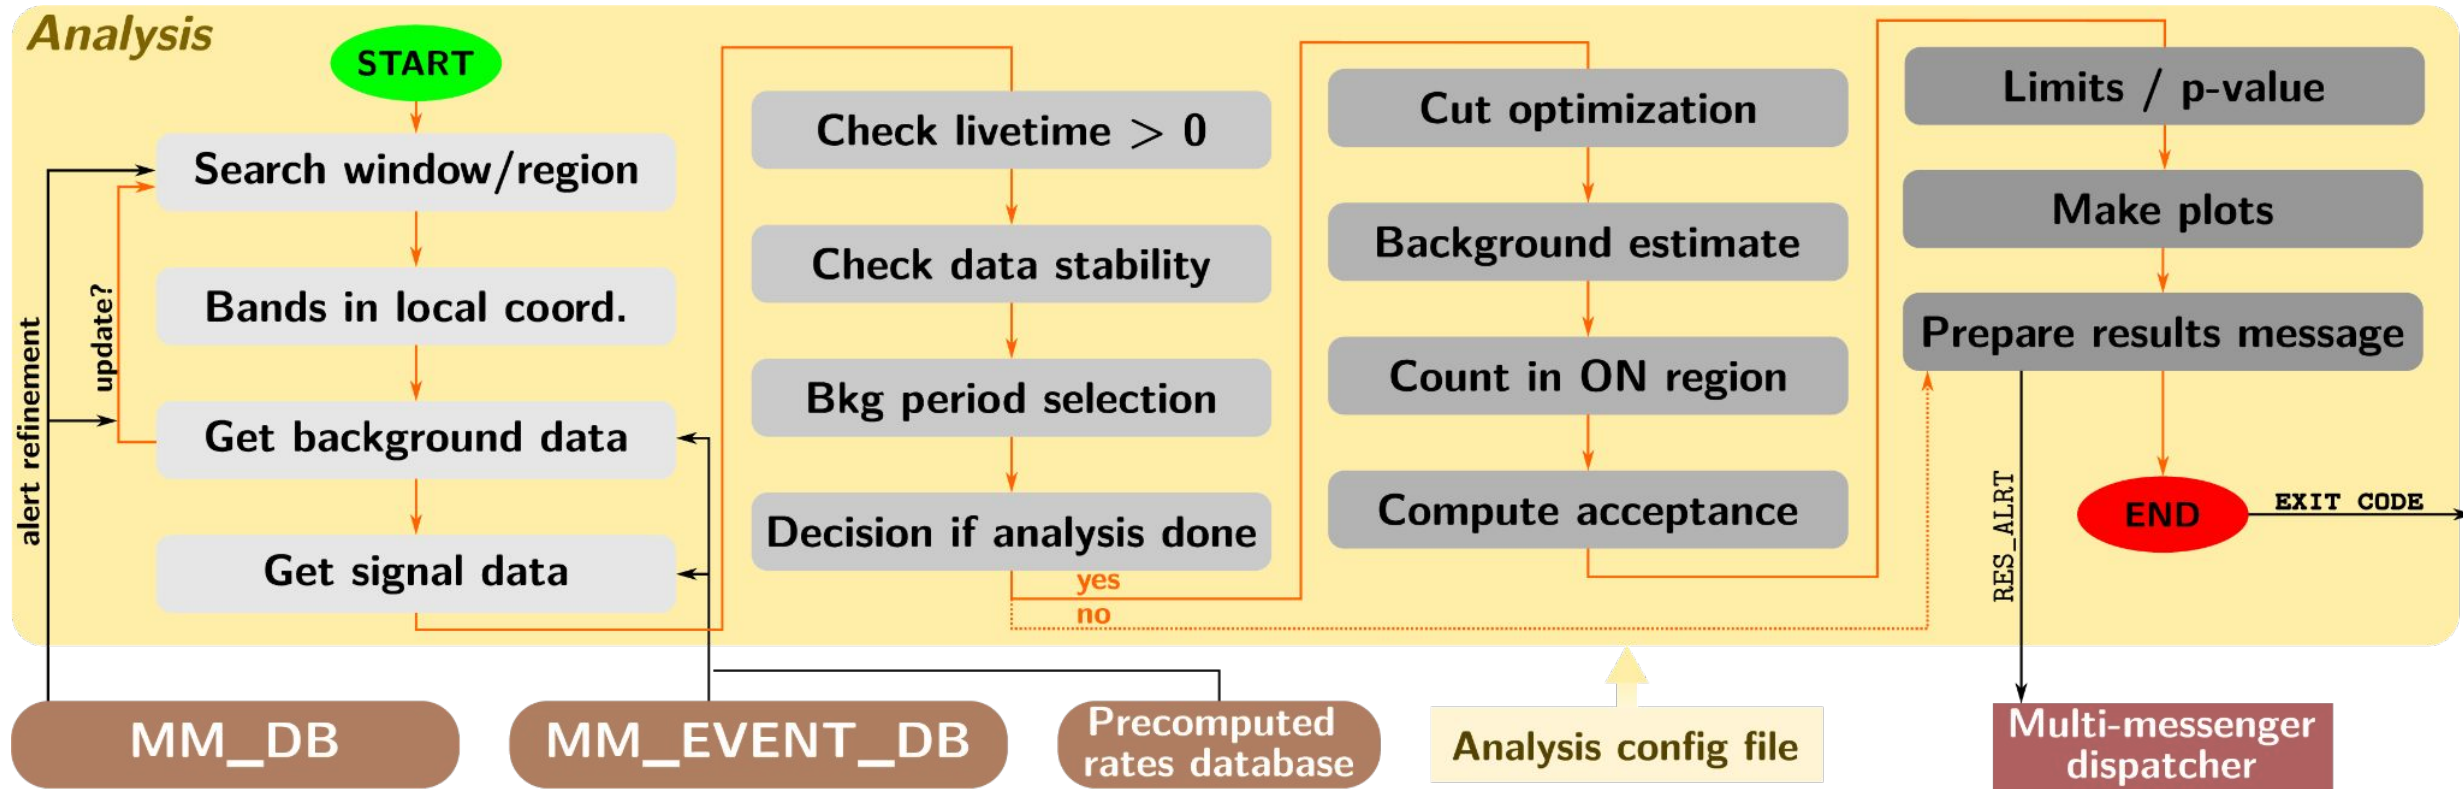 Analysis
START
Search window/region
Bands in local coord.
Get background data
Get signal data
update?
alert refinement
Check livetime > 0
Check data stability
Bkg period selection
Decision if analysis done
yes
no
Cut optimization
Background estimate
Count in ON region
Compute acceptance
Limits / p-value
Make plots
Prepare results message
RES_ALRT
END
EXIT CODE
MM_DB
MM_EVENT_DB
Precomputed
rates database
Analysis config file
Multi-messenger
dispatcher